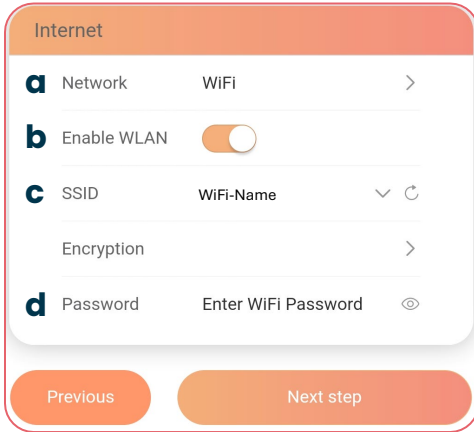 Internet
a Network WiFi
b Enable WLAN
c SSID WiFi-Name
Encryption
d Password Enter WiFi Password
Previous Next step